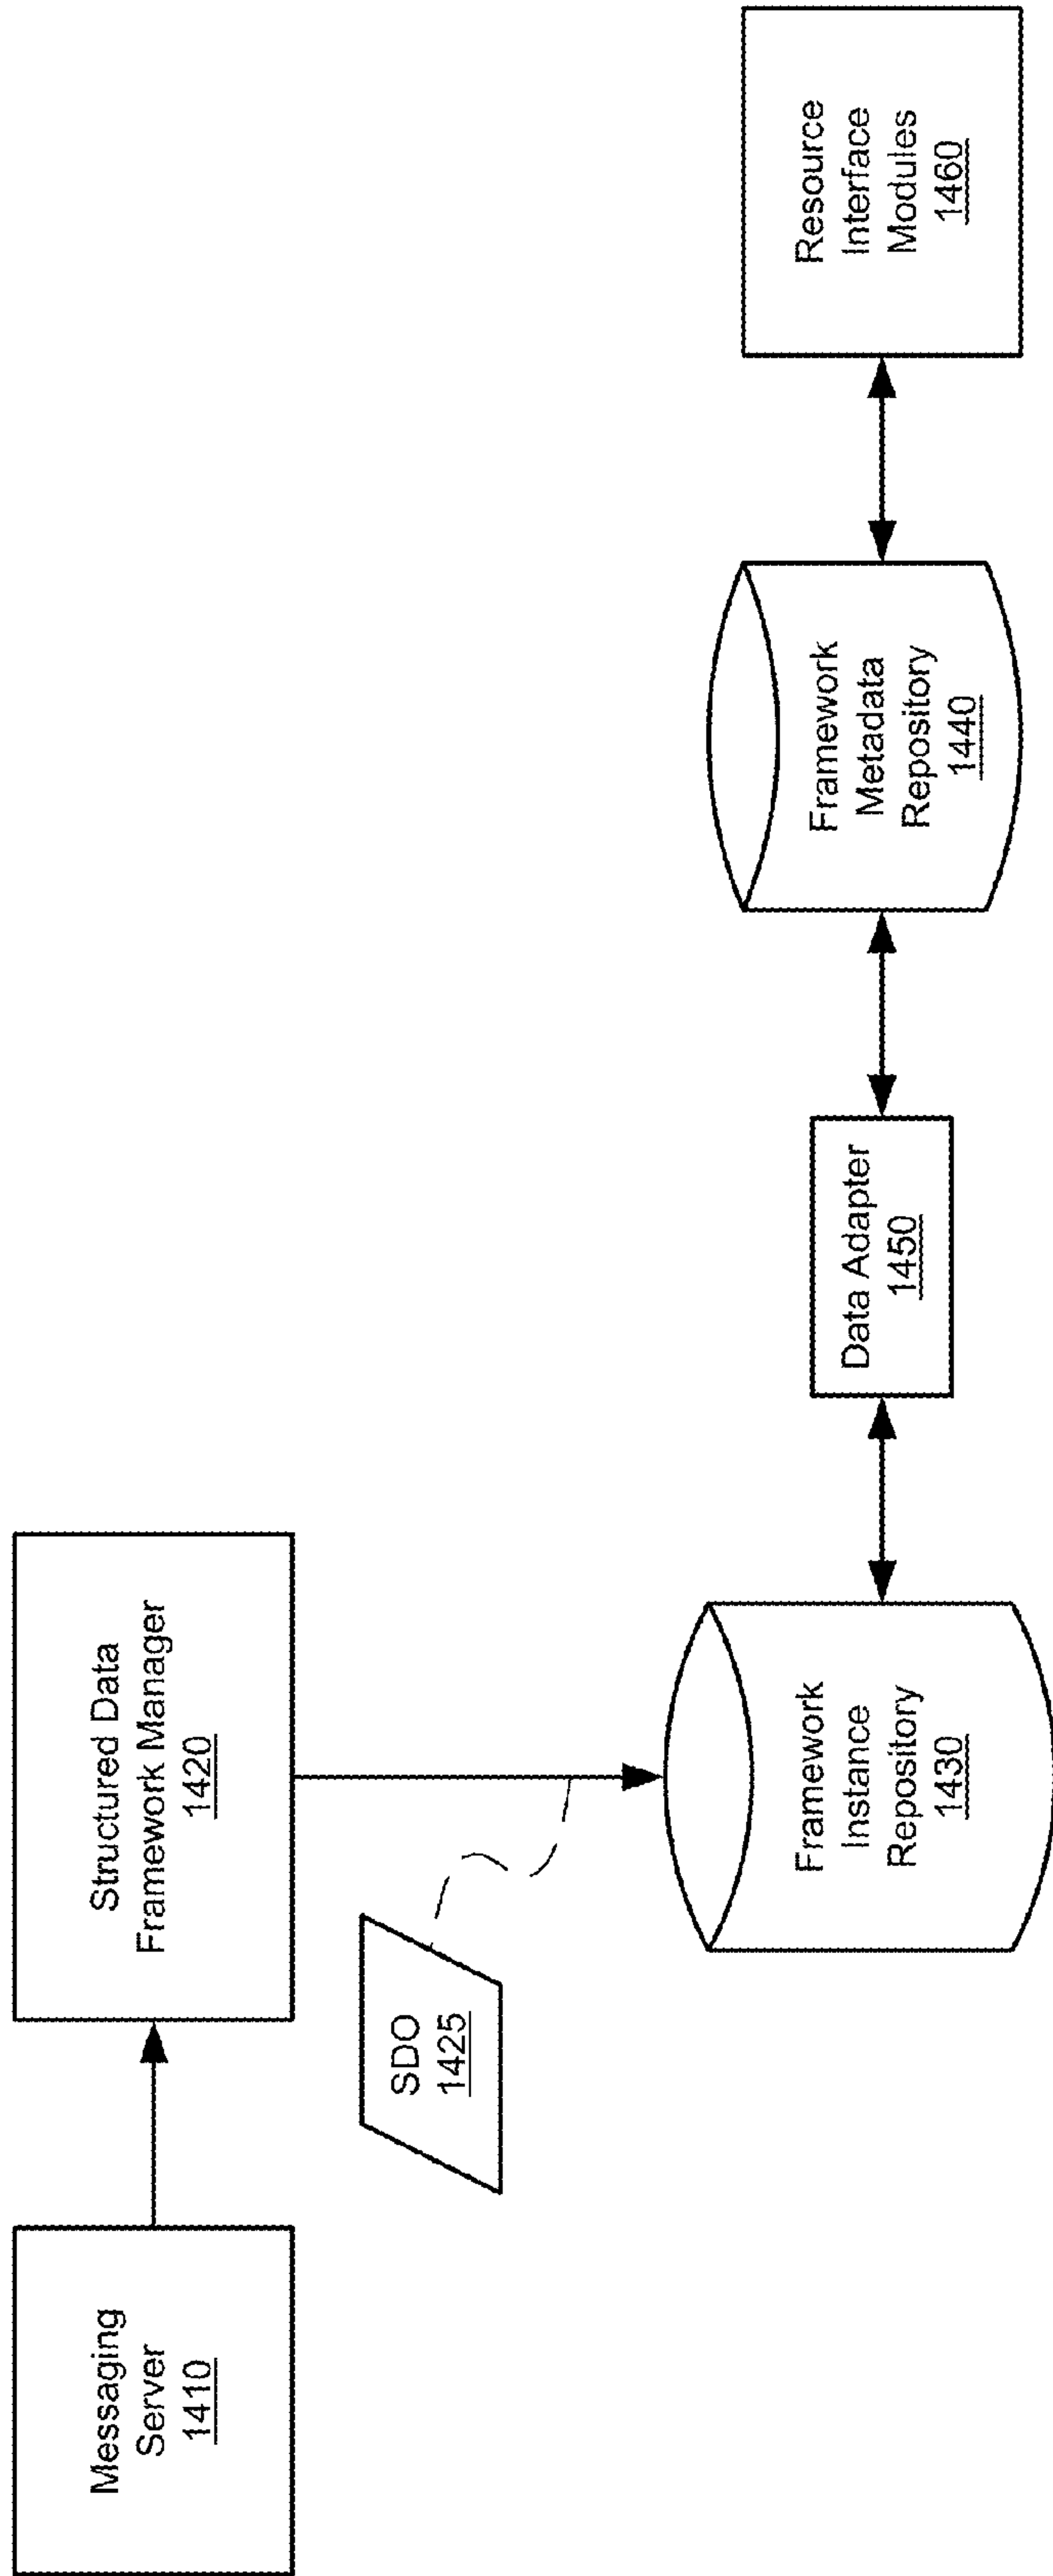 Messaging
Server
1410
Structured Data
Framework Manager
1420
SDO
1425
Framework
Instance
Repository
1430
Data Adapter
1450
Framework
Metadata
Repository
1440
Resource
Interface
Modules
1460